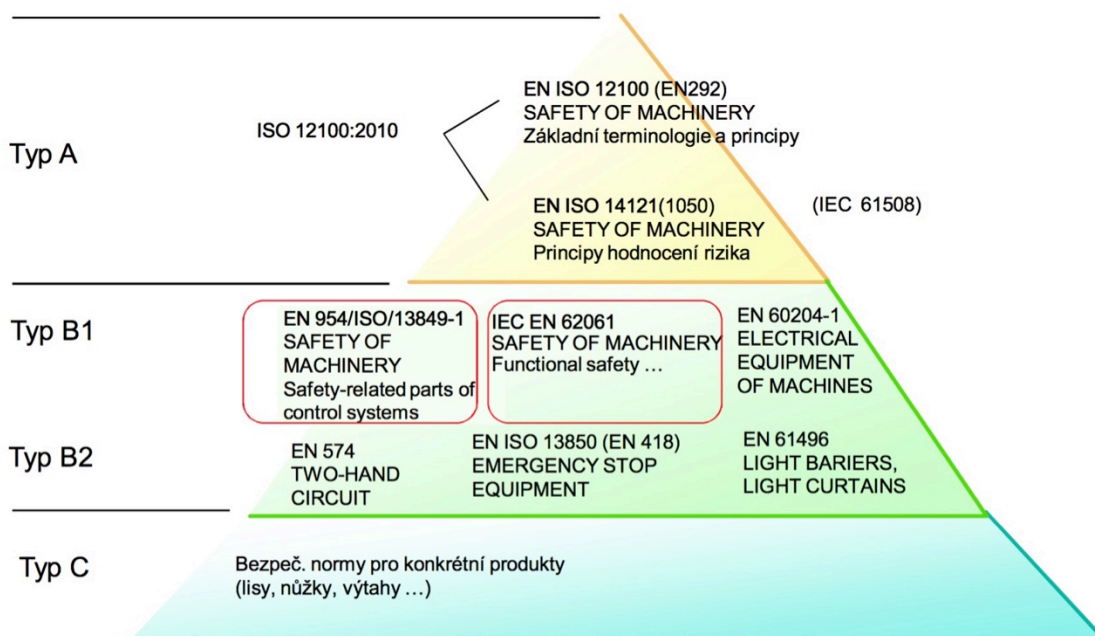 Typ A
ISO 12100:2010
EN ISO 12100 (EN292)
SAFETY OF MACHINERY
Základní terminologie a principy
EN ISO 14121(1050)
SAFETY OF MACHINERY
Principy hodnocení rizika
(IEC 61508)
Typ B1
EN 954/ISO/13849-1
SAFETY OF
MACHINERY
Safety-related parts of
control systems
IEC EN 62061
SAFETY OF MACHINERY
Functional safety …
EN 60204-1
ELECTRICAL
EQUIPMENT
OF MACHINES
Typ B2
EN 574
TWO-HAND
CIRCUIT
EN ISO 13850 (EN 418)
EMERGENCY STOP
EQUIPMENT
EN 61496
LIGHT BARIERS,
LIGHT CURTAINS
Typ C
Bezpeč. normy pro konkrétní produkty
(lisy, nůžky, výtahy …)